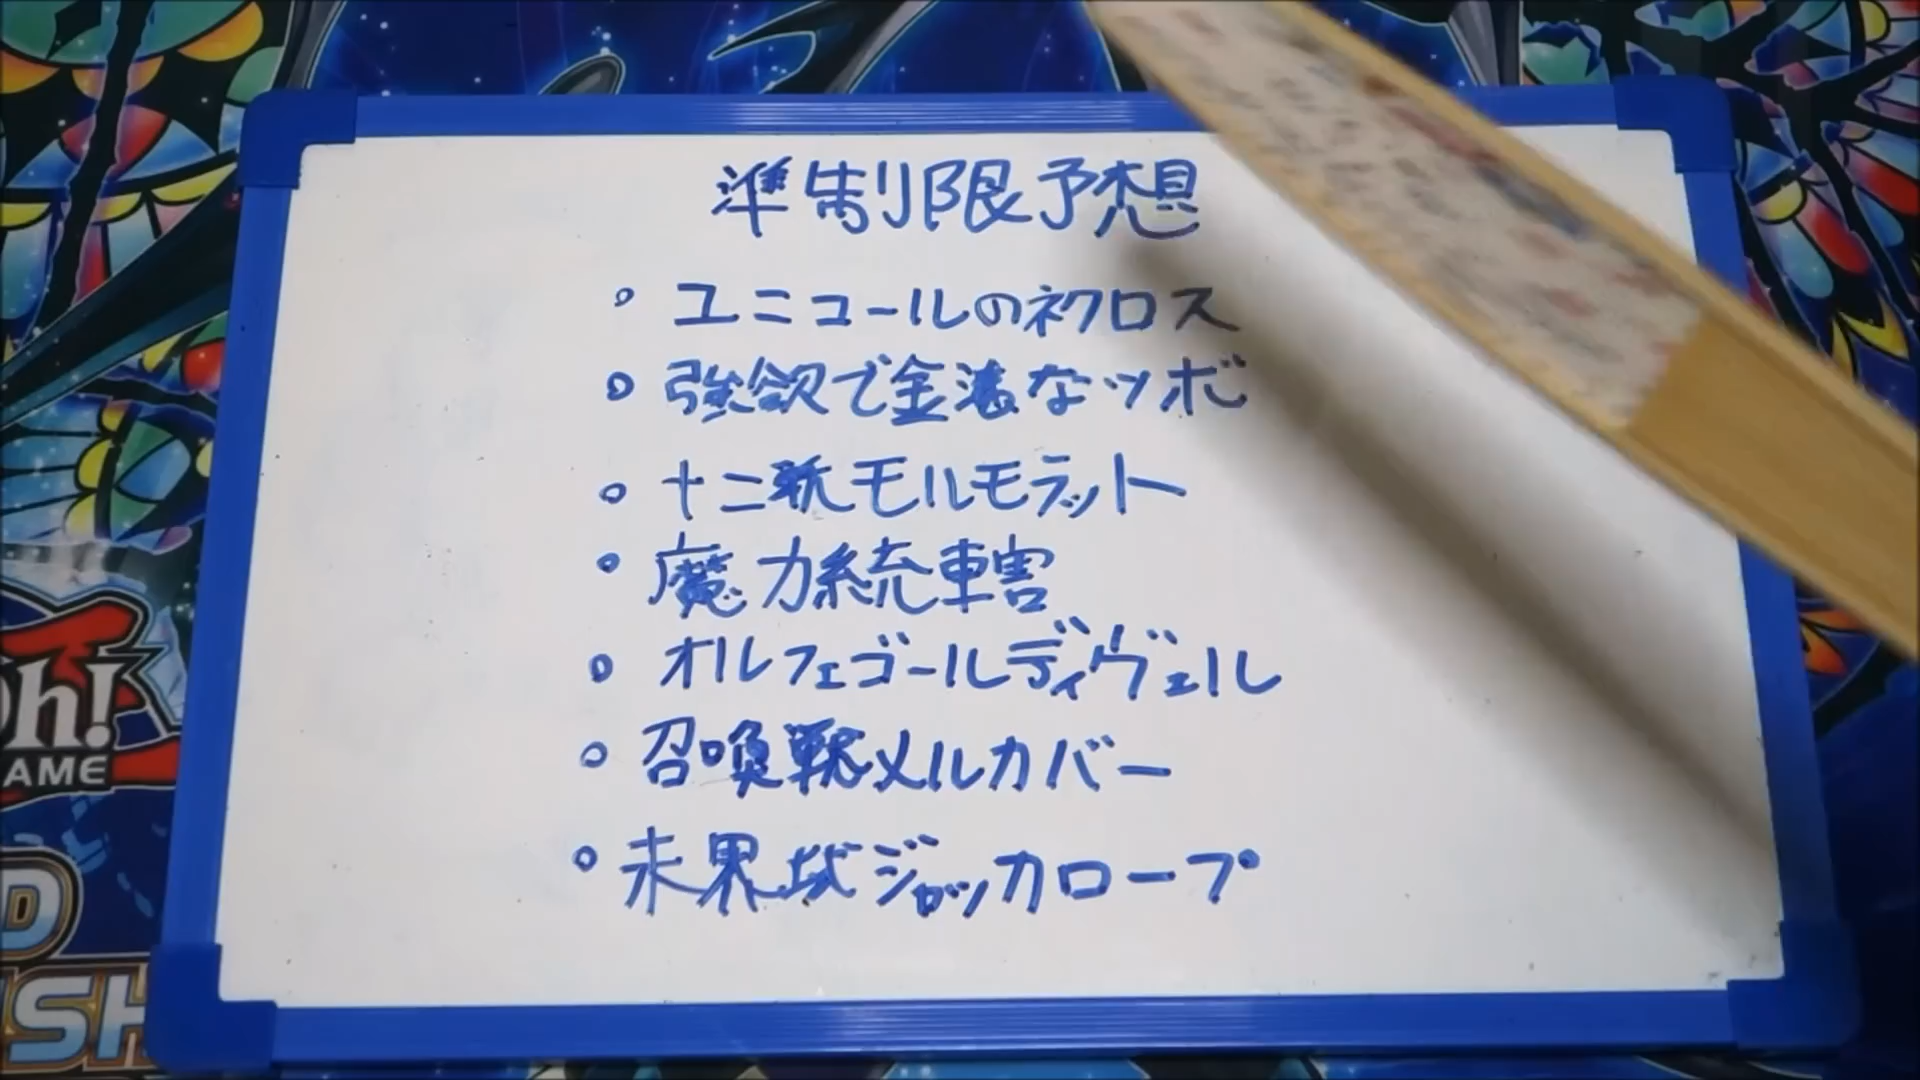 準制限予想
・ユニコールのネクロス
・強欲で金満なツボ
・十二獣モルモラット
・魔力統轄
・オルフェゴールディヴェル
・召喚獣メルカバー
・未界域ジャッカロープ
Oh!
AME
D
SH